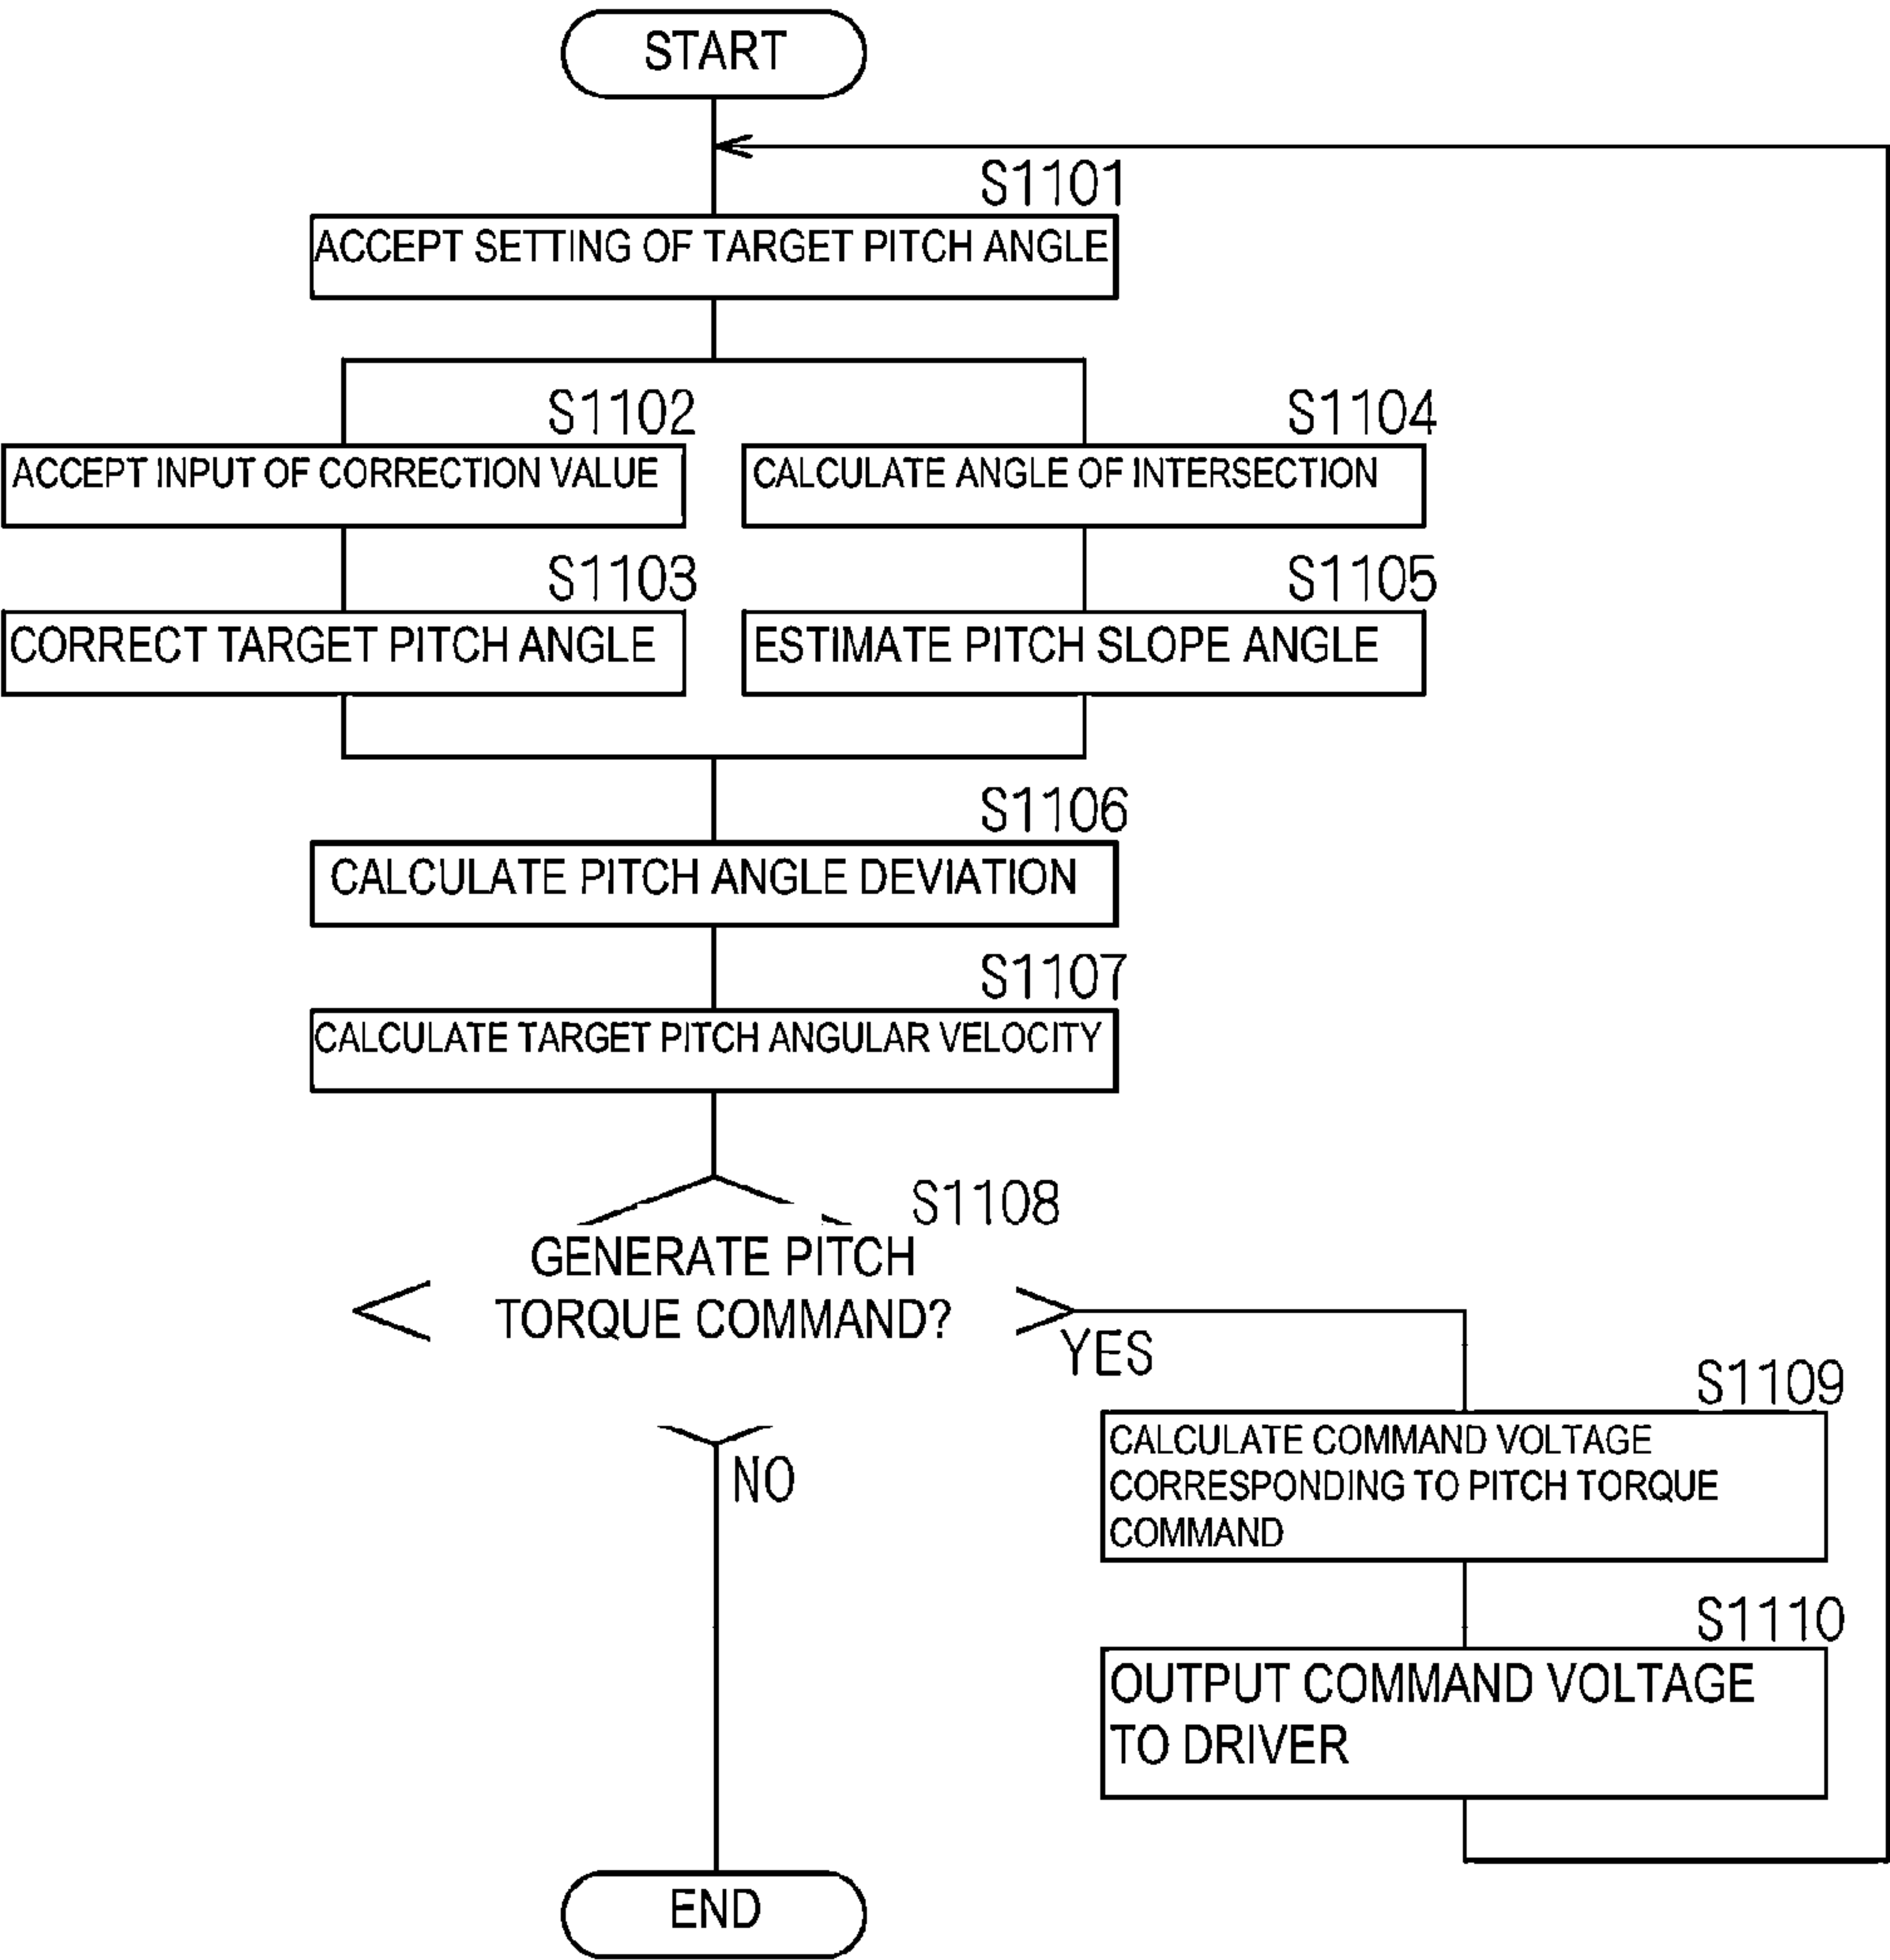 START
S1101
ACCEPT SETTING OF TARGET PITCH ANGLE
S1102
ACCEPT INPUT OF CORRECTION VALUE
S1103
CORRECT TARGET PITCH ANGLE
S1104
CALCULATE ANGLE OF INTERSECTION
S1105
ESTIMATE PITCH SLOPE ANGLE
S1106
CALCULATE PITCH ANGLE DEVIATION
S1107
CALCULATE TARGET PITCH ANGULAR VELOCITY
S1108
GENERATE PITCH
TORQUE COMMAND?
YES
NO
S1109
CALCULATE COMMAND VOLTAGE
CORRESPONDING TO PITCH TORQUE
COMMAND
S1110
OUTPUT COMMAND VOLTAGE
TO DRIVER
END